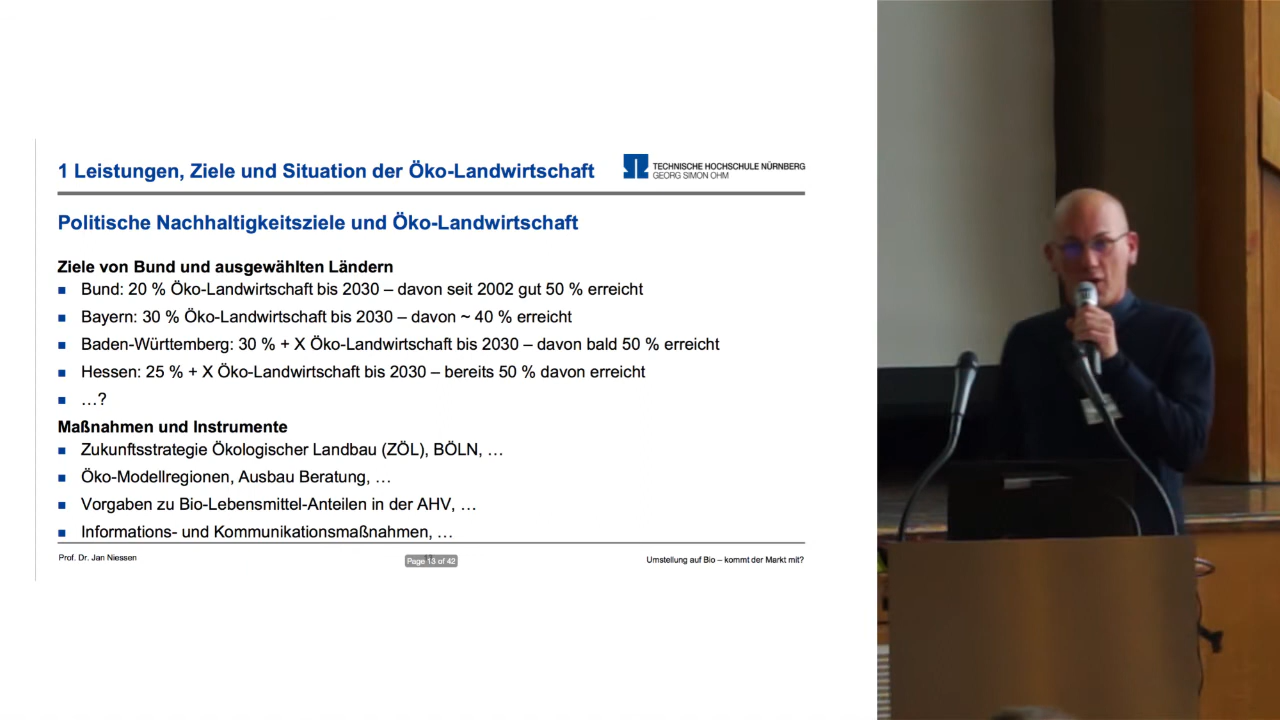 1 Leistungen, Ziele und Situation der Öko-Landwirtschaft
TECHNISCHE HOCHSCHULE NÜRNBERG
GEORG SIMON OHM
Politische Nachhaltigkeitsziele und Öko-Landwirtschaft
Ziele von Bund und ausgewählten Ländern
Bund: 20 % Öko-Landwirtschaft bis 2030 – davon seit 2002 gut 50 % erreicht
Bayern: 30 % Öko-Landwirtschaft bis 2030 – davon ~ 40 % erreicht
Baden-Württemberg: 30 % + X Öko-Landwirtschaft bis 2030 – davon bald 50 % erreicht
Hessen: 25 % + X Öko-Landwirtschaft bis 2030 – bereits 50 % davon erreicht
…?
Maßnahmen und Instrumente
Zukunftsstrategie Ökologischer Landbau (ZÖL), BÖLN, …
Öko-Modellregionen, Ausbau Beratung, …
Vorgaben zu Bio-Lebensmittel-Anteilen in der AHV, …
Informations- und Kommunikationsmaßnahmen, …
Prof. Dr. Jan Niessen
Page 13 of 42
Umstellung auf Bio – kommt der Markt mit?